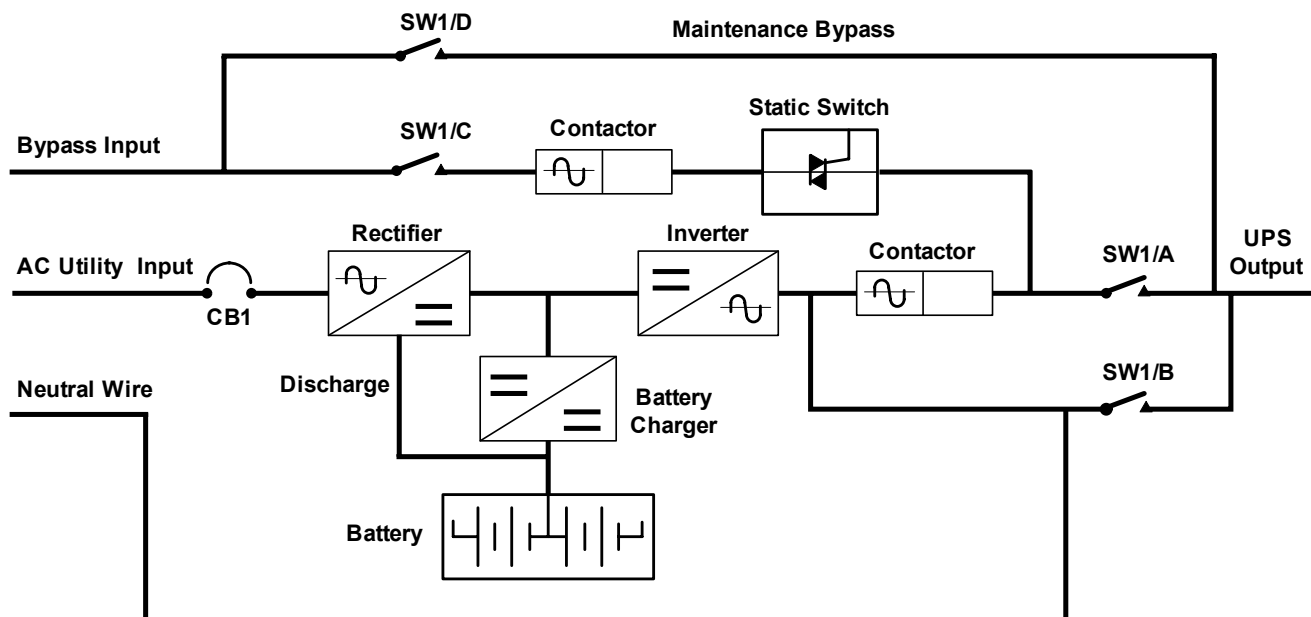 SW1/D
Maintenance Bypass
Static Switch
SW1/C
Contactor
Bypass Input
Rectifier
Inverter
Contactor
UPS
Output
SW1/A
AC Utility Input
CB1
Discharge
Battery
Charger
SW1/B
Neutral Wire
Battery